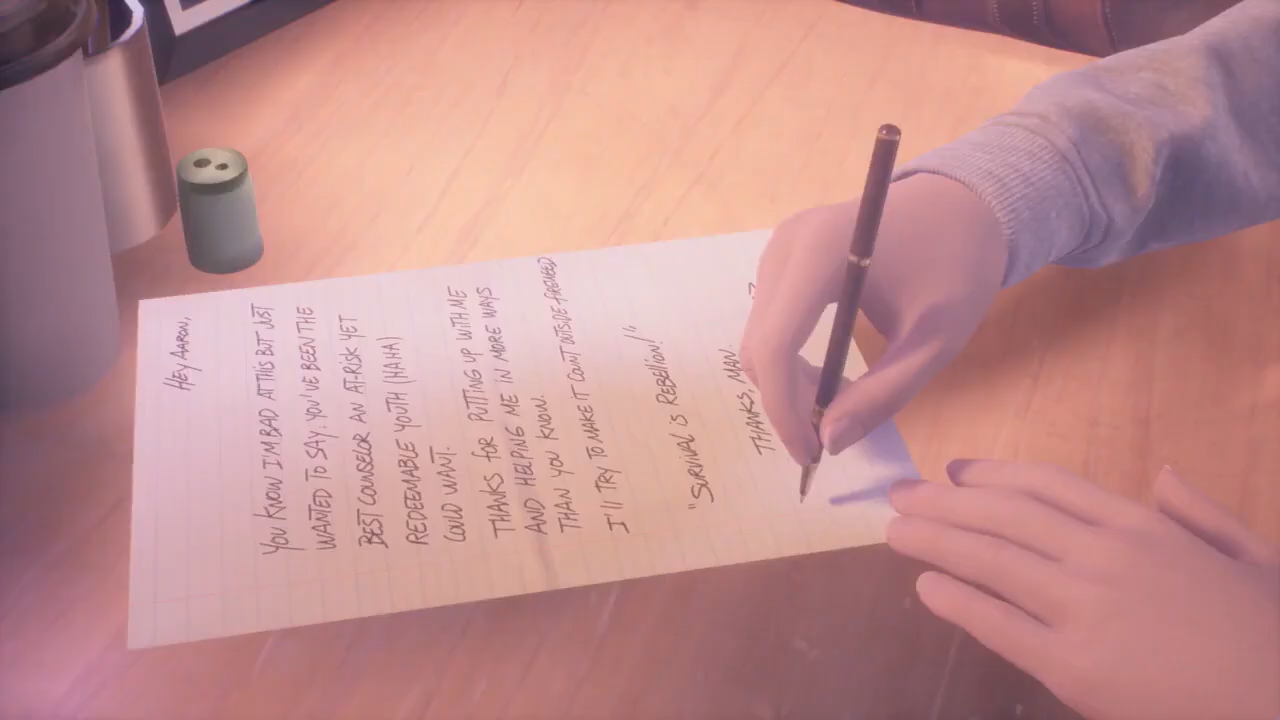 HEY AARON,
YOU KNOW I'M BAD AT THIS BUT JUST
WANTED TO SAY: YOU'VE BEEN THE
BEST COUNSELOR AN AT-RISK YET
REDEEMABLE YOUTH (HAHA)
COULD WANT.
THANKS FOR PUTTING UP WITH ME
AND HELPING ME IN MORE WAYS
THAN YOU KNOW.
I'LL TRY TO MAKE IT COUNT OUTSIDE FIREWEED
"SURVIVAL IS REBELLION!"
THANKS, MAN.